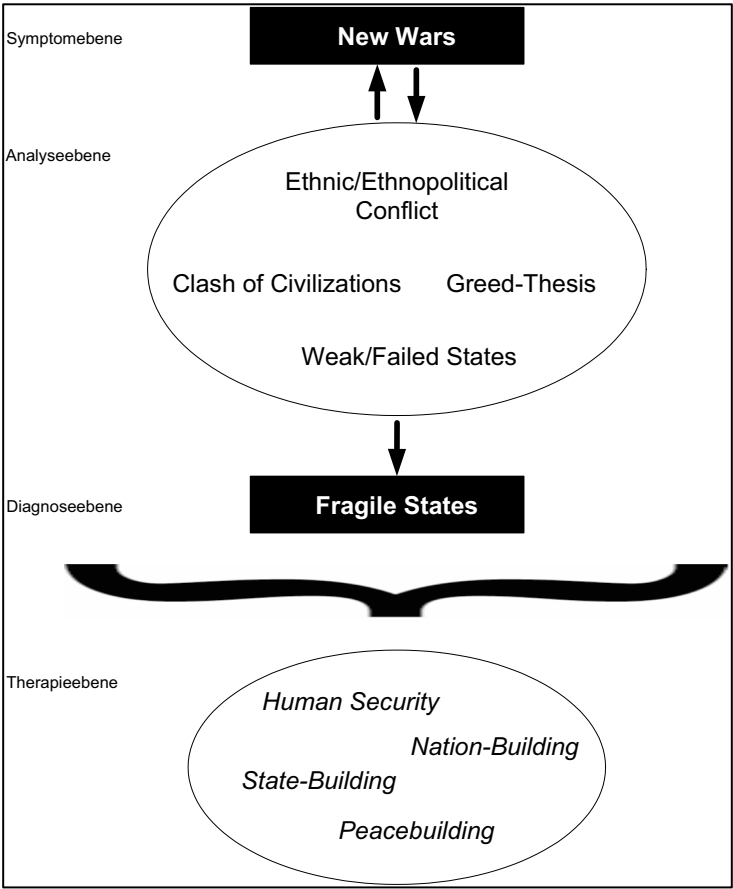 Symptomebene
New Wars
Analyseebene
Ethnic/Ethnopolitical
Conflict
Clash of Civilizations
Greed-Thesis
Weak/Failed States
Diagnoseebene
Fragile States
Therapieebene
Human Security
Nation-Building
State-Building
Peacebuilding